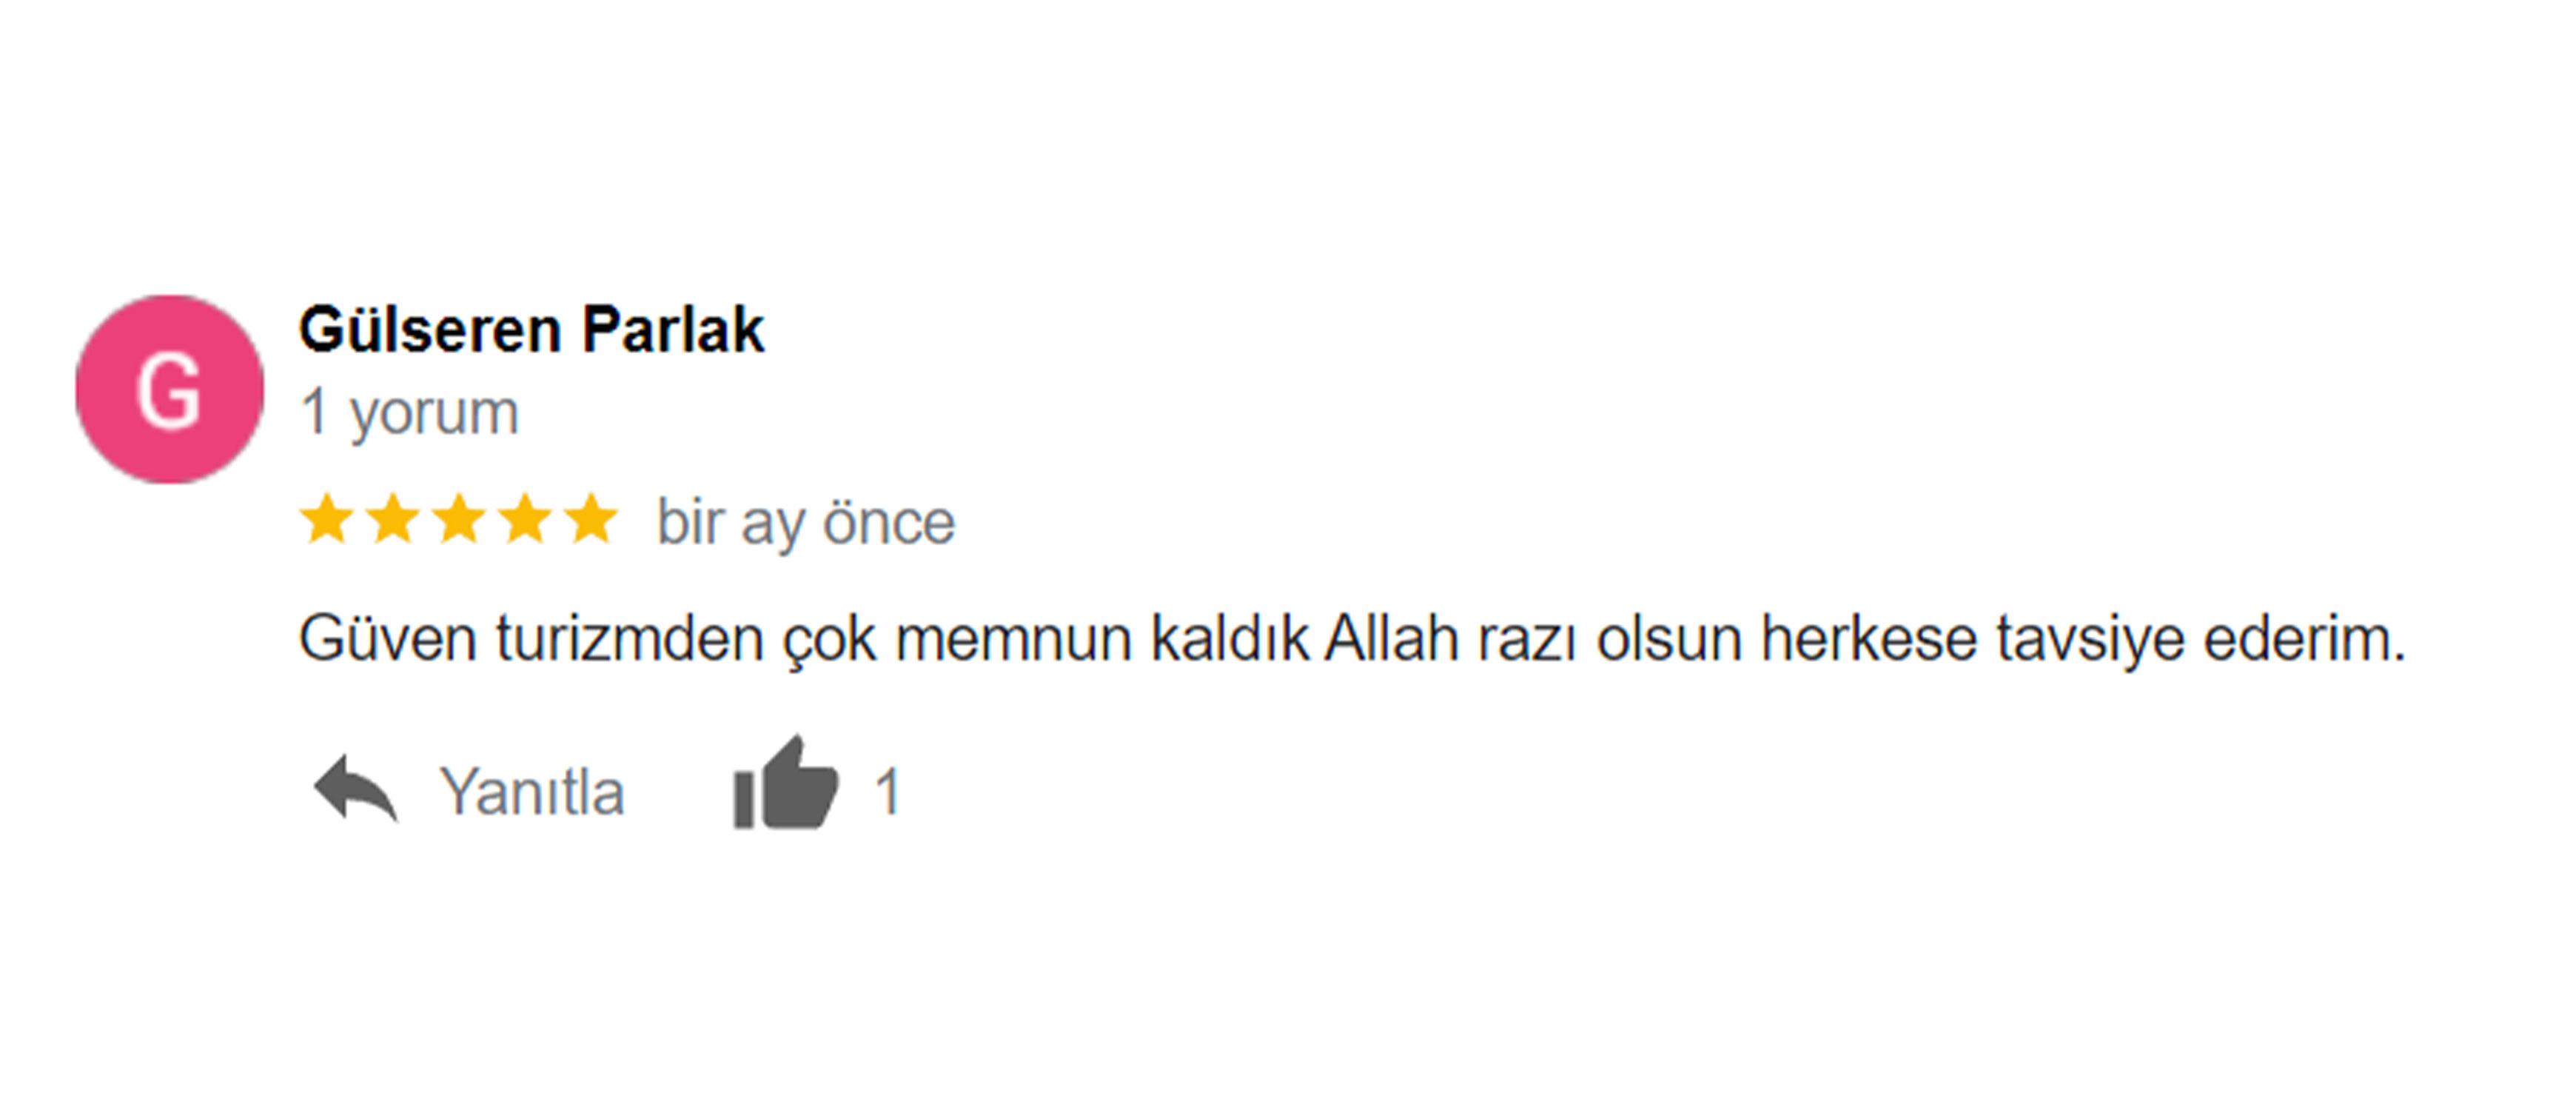 G
Gülseren Parlak
1 yorum
bir ay önce
Güven turizmden çok memnun kaldık Allah razı olsun herkese tavsiye ederim.
Yanıtla 1